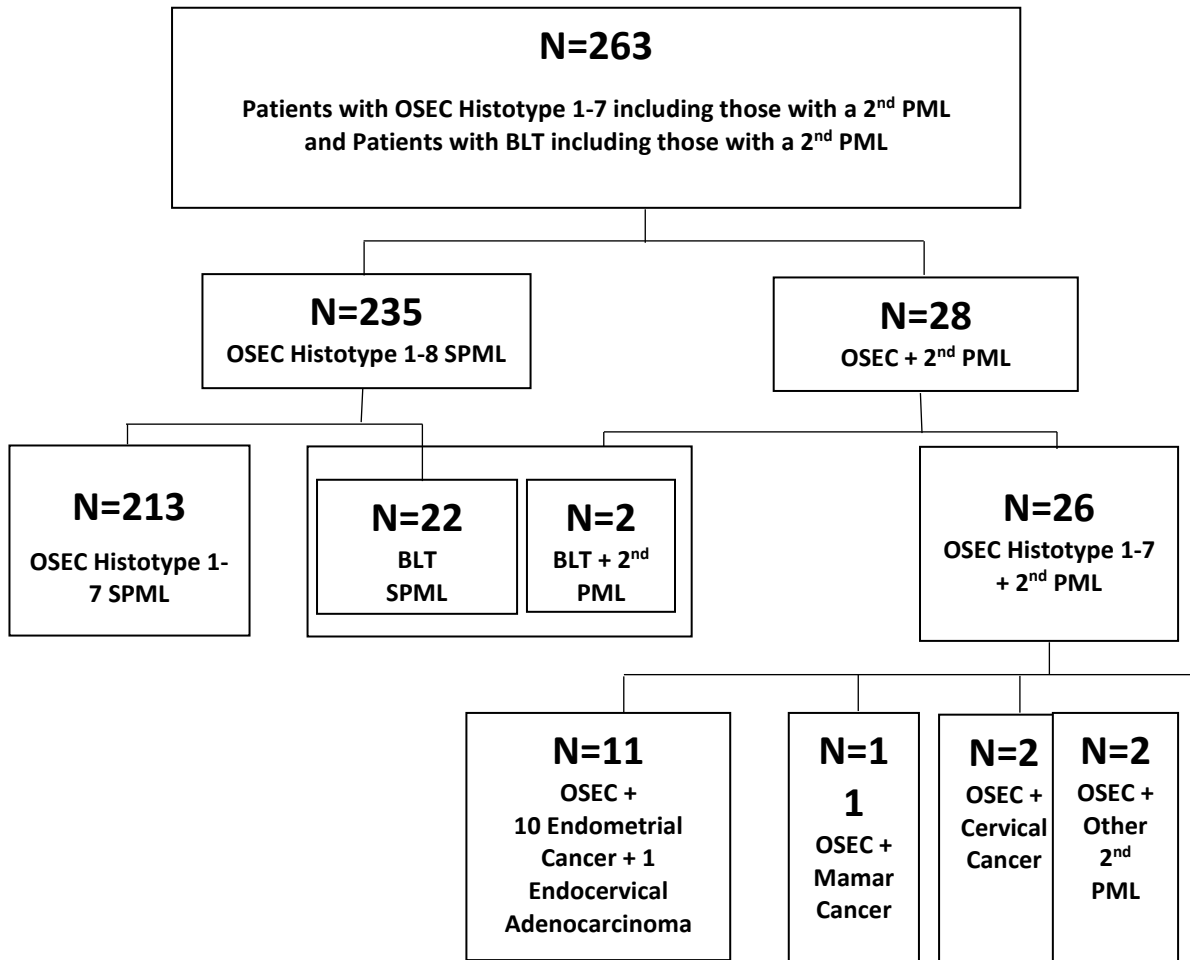 N=263
Patients with OSEC Histotype 1-7 including those with a 2nd PML
and Patients with BLT including those with a 2nd PML
N=235
OSEC Histotype 1-8 SPML
N=28
OSEC + 2nd PML
N=213
OSEC Histotype 1-
7 SPML
N=22
BLT
SPML
N=2
BLT + 2nd
PML
N=26
OSEC Histotype 1-7
+ 2nd PML
N=11
OSEC +
10 Endometrial
Cancer + 1
Endocervical
Adenocarcinoma
N=1
1
OSEC +
Mamar
Cancer
N=2
OSEC +
Cervical
Cancer
N=2
OSEC +
Other
2nd
PML